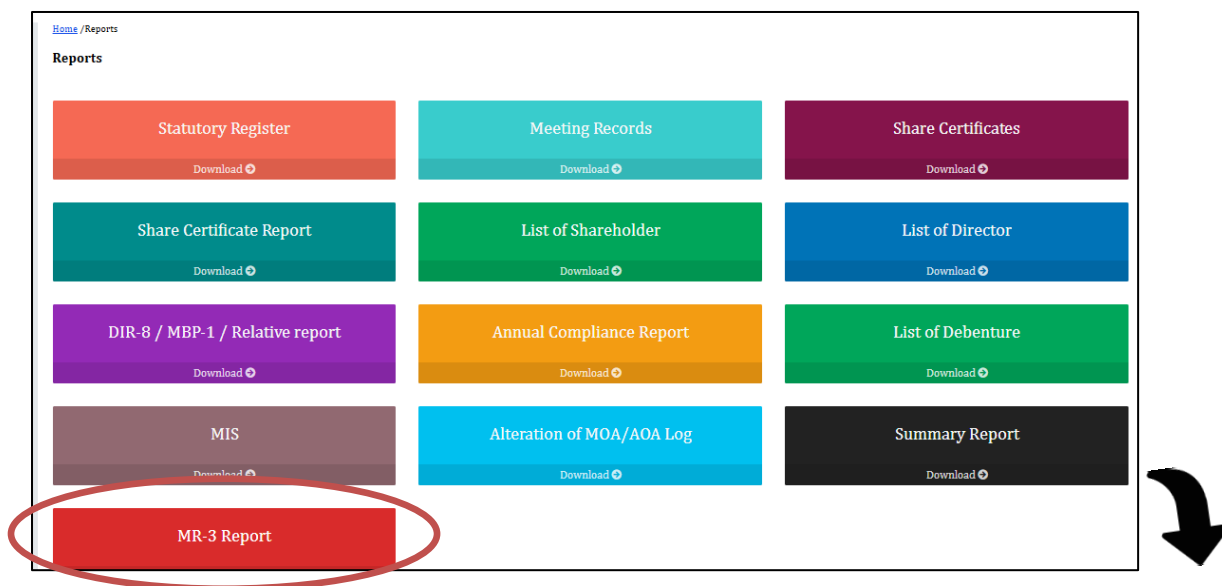 Home /Reports
Reports
Statutory Register
Download
Meeting Records
Download
Share Certificates
Download
Share Certificate Report
Download
List of Shareholder
Download
List of Director
Download
DIR-8 / MBP-1 / Relative report
Download
Annual Compliance Report
Download
List of Debenture
Download
MIS
Download
Alteration of MOA/AOA Log
Download
Summary Report
Download
MR-3 Report